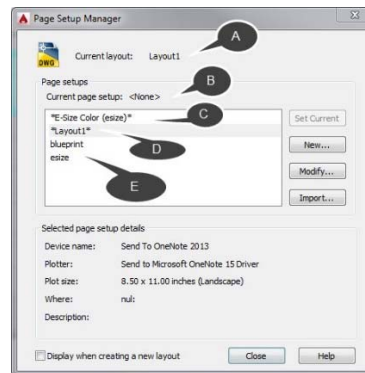 Page Setup Manager
A
DWG
Current layout: Layout1
Page setups
B
Current page setup: <None>
C
*E-Size Color (esize)*
Set Current
*Layout1*
D
blueprint
New...
esize
E
Modify...
Import...
Selected page setup details
Device name: Send To OneNote 2013
Plotter: Send to Microsoft OneNote 15 Driver
Plot size: 8.50 x 11.00 inches (Landscape)
Where: nul:
Description:
Display when creating a new layout
Close
Help